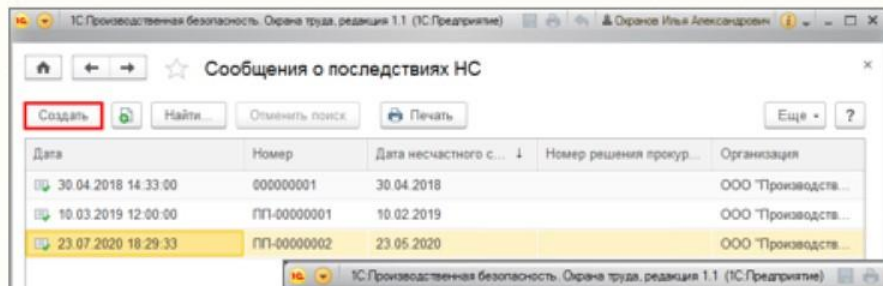 1С:Производственная безопасность. Охрана труда, редакция 1.1 (1С:Предприятие) Охранов Илья Александрович
Сообщения о последствиях НС
Создать Найти... Отменить поиск Печать Еще ?
Дата Номер Дата несчастного с... ↓ Номер решения прокур... Организация
30.04.2018 14:33:00 000000001 30.04.2018 ООО "Производств...
10.03.2019 12:00:00 ПП-00000001 10.02.2019 ООО "Производств...
23.07.2020 18:29:33 ПП-00000002 23.05.2020 ООО "Производств...
1С:Производственная безопасность. Охрана труда, редакция 1.1 (1С:Предприятие)